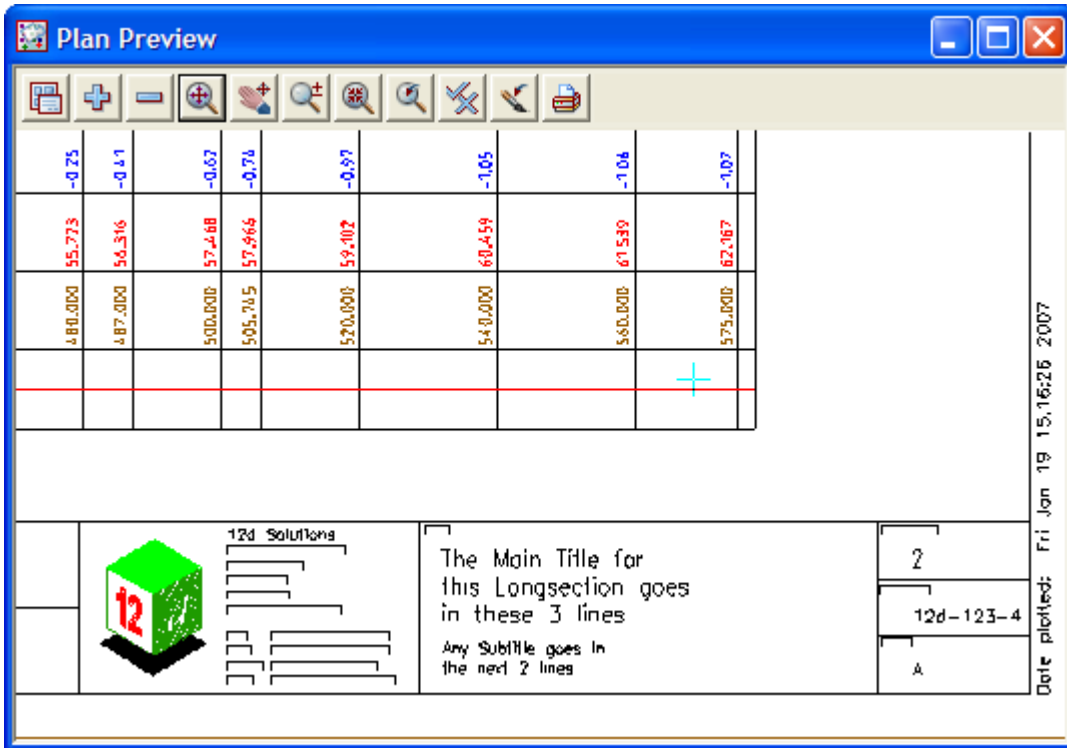 Plan Preview
-0.25 -0.41 -0.67 -0.74 -0.97 -1.05 -1.06 -1.07
55.773 56.316 57.468 57.964 59.102 60.459 61.539 62.167
480.000 487.000 500.000 505.745 520.000 540.000 560.000 575.000
12d Solutions
The Main Title for
this Longsection goes
in these 3 lines
Any Subtitle goes in
the next 2 lines
2
12d-123-4
A
12
Date plotted: Fri Jan 19 15:16:26 2007